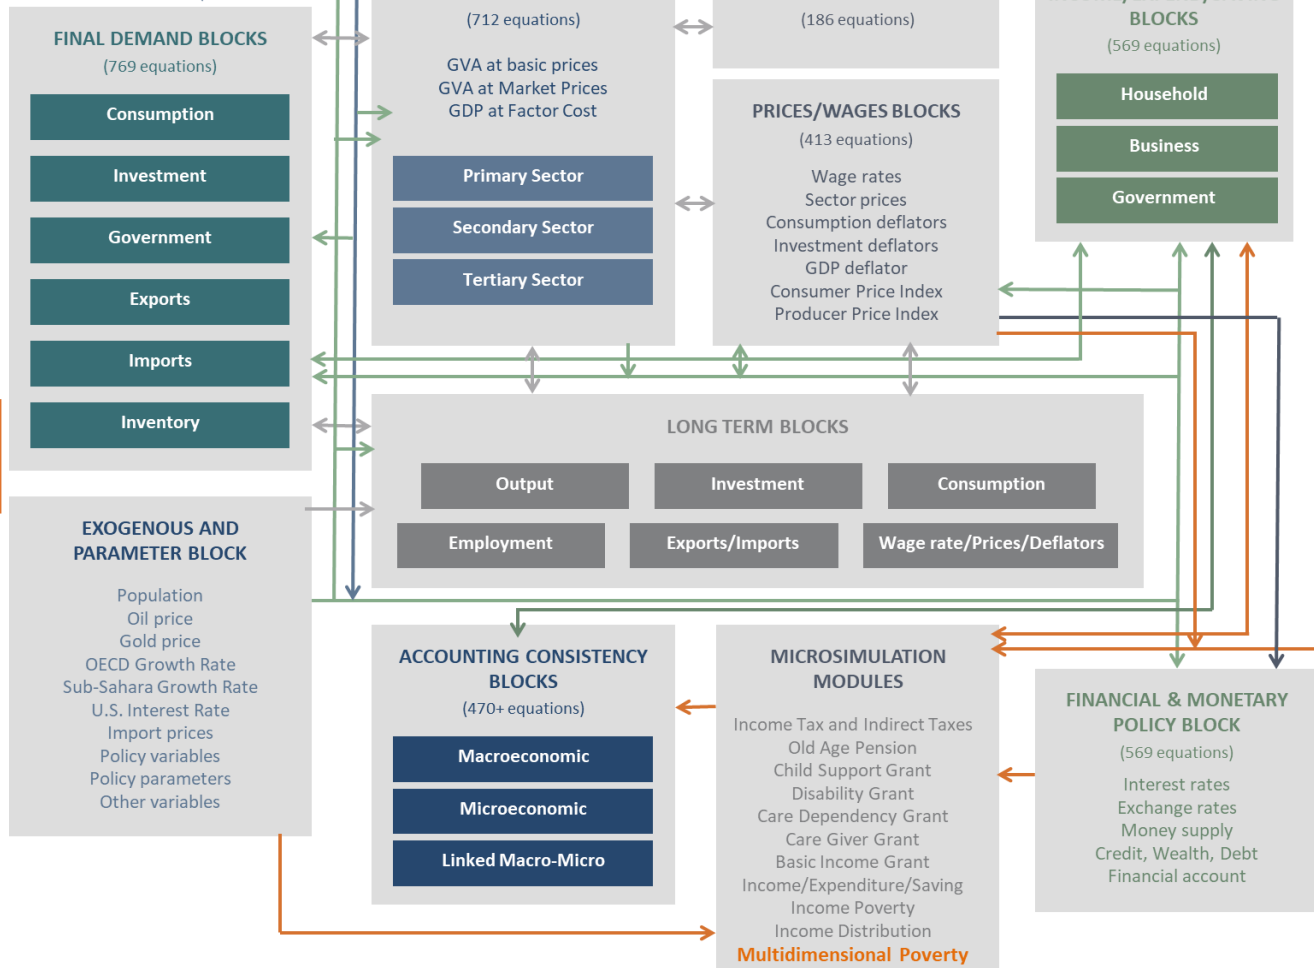 FINAL DEMAND BLOCKS
(769 equations)
Consumption
Investment
Government
Exports
Imports
Inventory
(712 equations)
GVA at basic prices
GVA at Market Prices
GDP at Factor Cost
Primary Sector
Secondary Sector
Tertiary Sector
(186 equations)
PRICES/WAGES BLOCKS
(413 equations)
Wage rates
Sector prices
Consumption deflators
Investment deflators
GDP deflator
Consumer Price Index
Producer Price Index
BLOCKS
(569 equations)
Household
Business
Government
LONG TERM BLOCKS
Output
Investment
Consumption
Employment
Exports/Imports
Wage rate/Prices/Deflators
EXOGENOUS AND
PARAMETER BLOCK
Population
Oil price
Gold price
OECD Growth Rate
Sub-Sahara Growth Rate
U.S. Interest Rate
Import prices
Policy variables
Policy parameters
Other variables
ACCOUNTING CONSISTENCY
BLOCKS
(470+ equations)
Macroeconomic
Microeconomic
Linked Macro-Micro
MICROSIMULATION
MODULES
Income Tax and Indirect Taxes
Old Age Pension
Child Support Grant
Disability Grant
Care Dependency Grant
Care Giver Grant
Basic Income Grant
Income/Expenditure/Saving
Income Poverty
Income Distribution
Multidimensional Poverty
FINANCIAL & MONETARY
POLICY BLOCK
(569 equations)
Interest rates
Exchange rates
Money supply
Credit, Wealth, Debt
Financial account